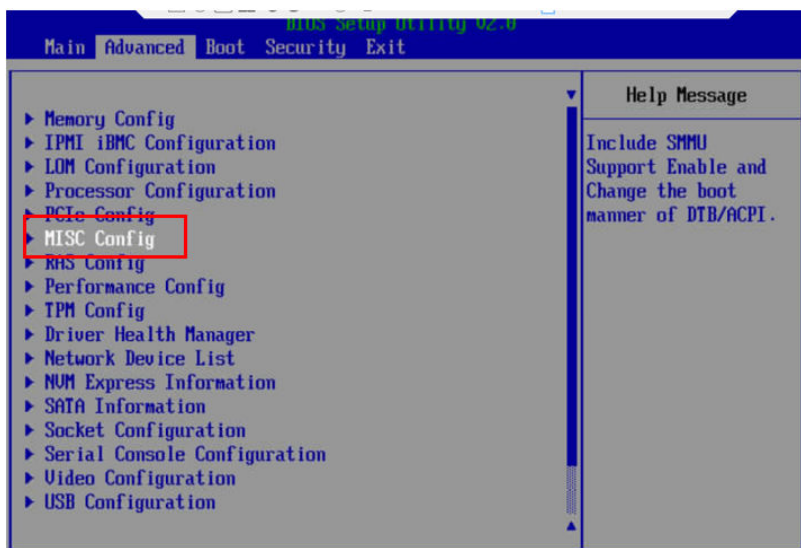 BIOS Setup Utility V2.0
Main Advanced Boot Security Exit
Memory Config
IPMI iBMC Configuration
LOM Configuration
Processor Configuration
PCIe Config
MISC Config
RAS Config
Performance Config
TPM Config
Driver Health Manager
Network Device List
NVM Express Information
SATA Information
Socket Configuration
Serial Console Configuration
Video Configuration
USB Configuration
Help Message
Include SMMU
Support Enable and
Change the boot
manner of DTB/ACPI.